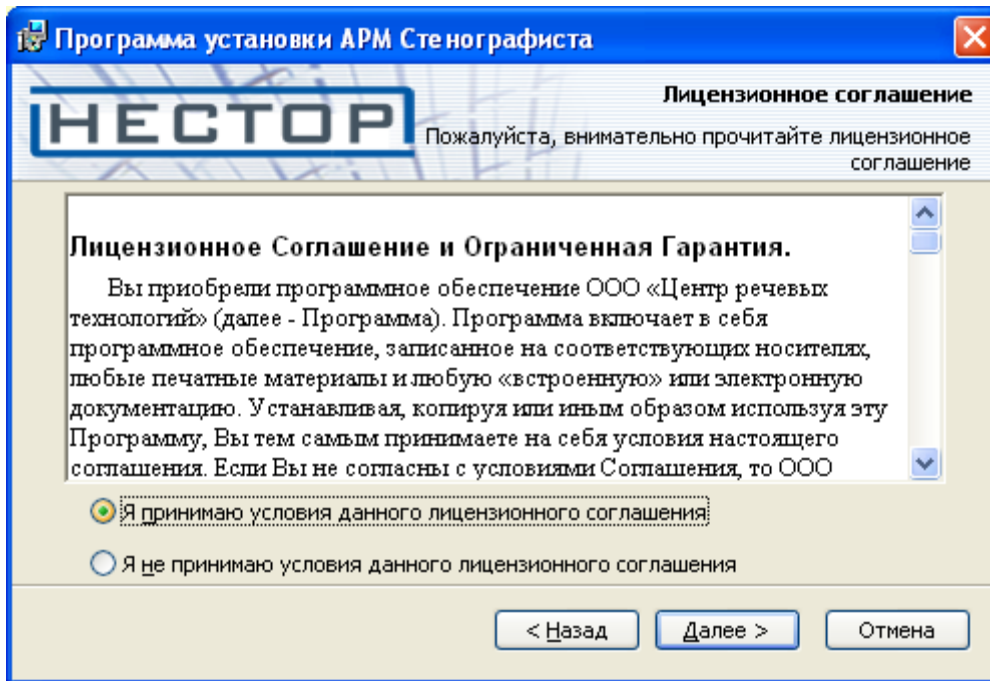 Программа установки АРМ Стенографиста
НЕСТОР
Лицензионное соглашение
Пожалуйста, внимательно прочитайте лицензионное
соглашение
Лицензионное Соглашение и Ограниченная Гарантия.
Вы приобрели программное обеспечение ООО «Центр речевых
технологий» (далее - Программа). Программа включает в себя
программное обеспечение, записанное на соответствующих носителях,
любые печатные материалы и любую «встроенную» или электронную
документацию. Устанавливая, копируя или иным образом используя эту
Программу, Вы тем самым принимаете на себя условия настоящего
соглашения. Если Вы не согласны с условиями Соглашения, то ООО
Я принимаю условия данного лицензионного соглашения
Я не принимаю условия данного лицензионного соглашения
< Назад Далее > Отмена